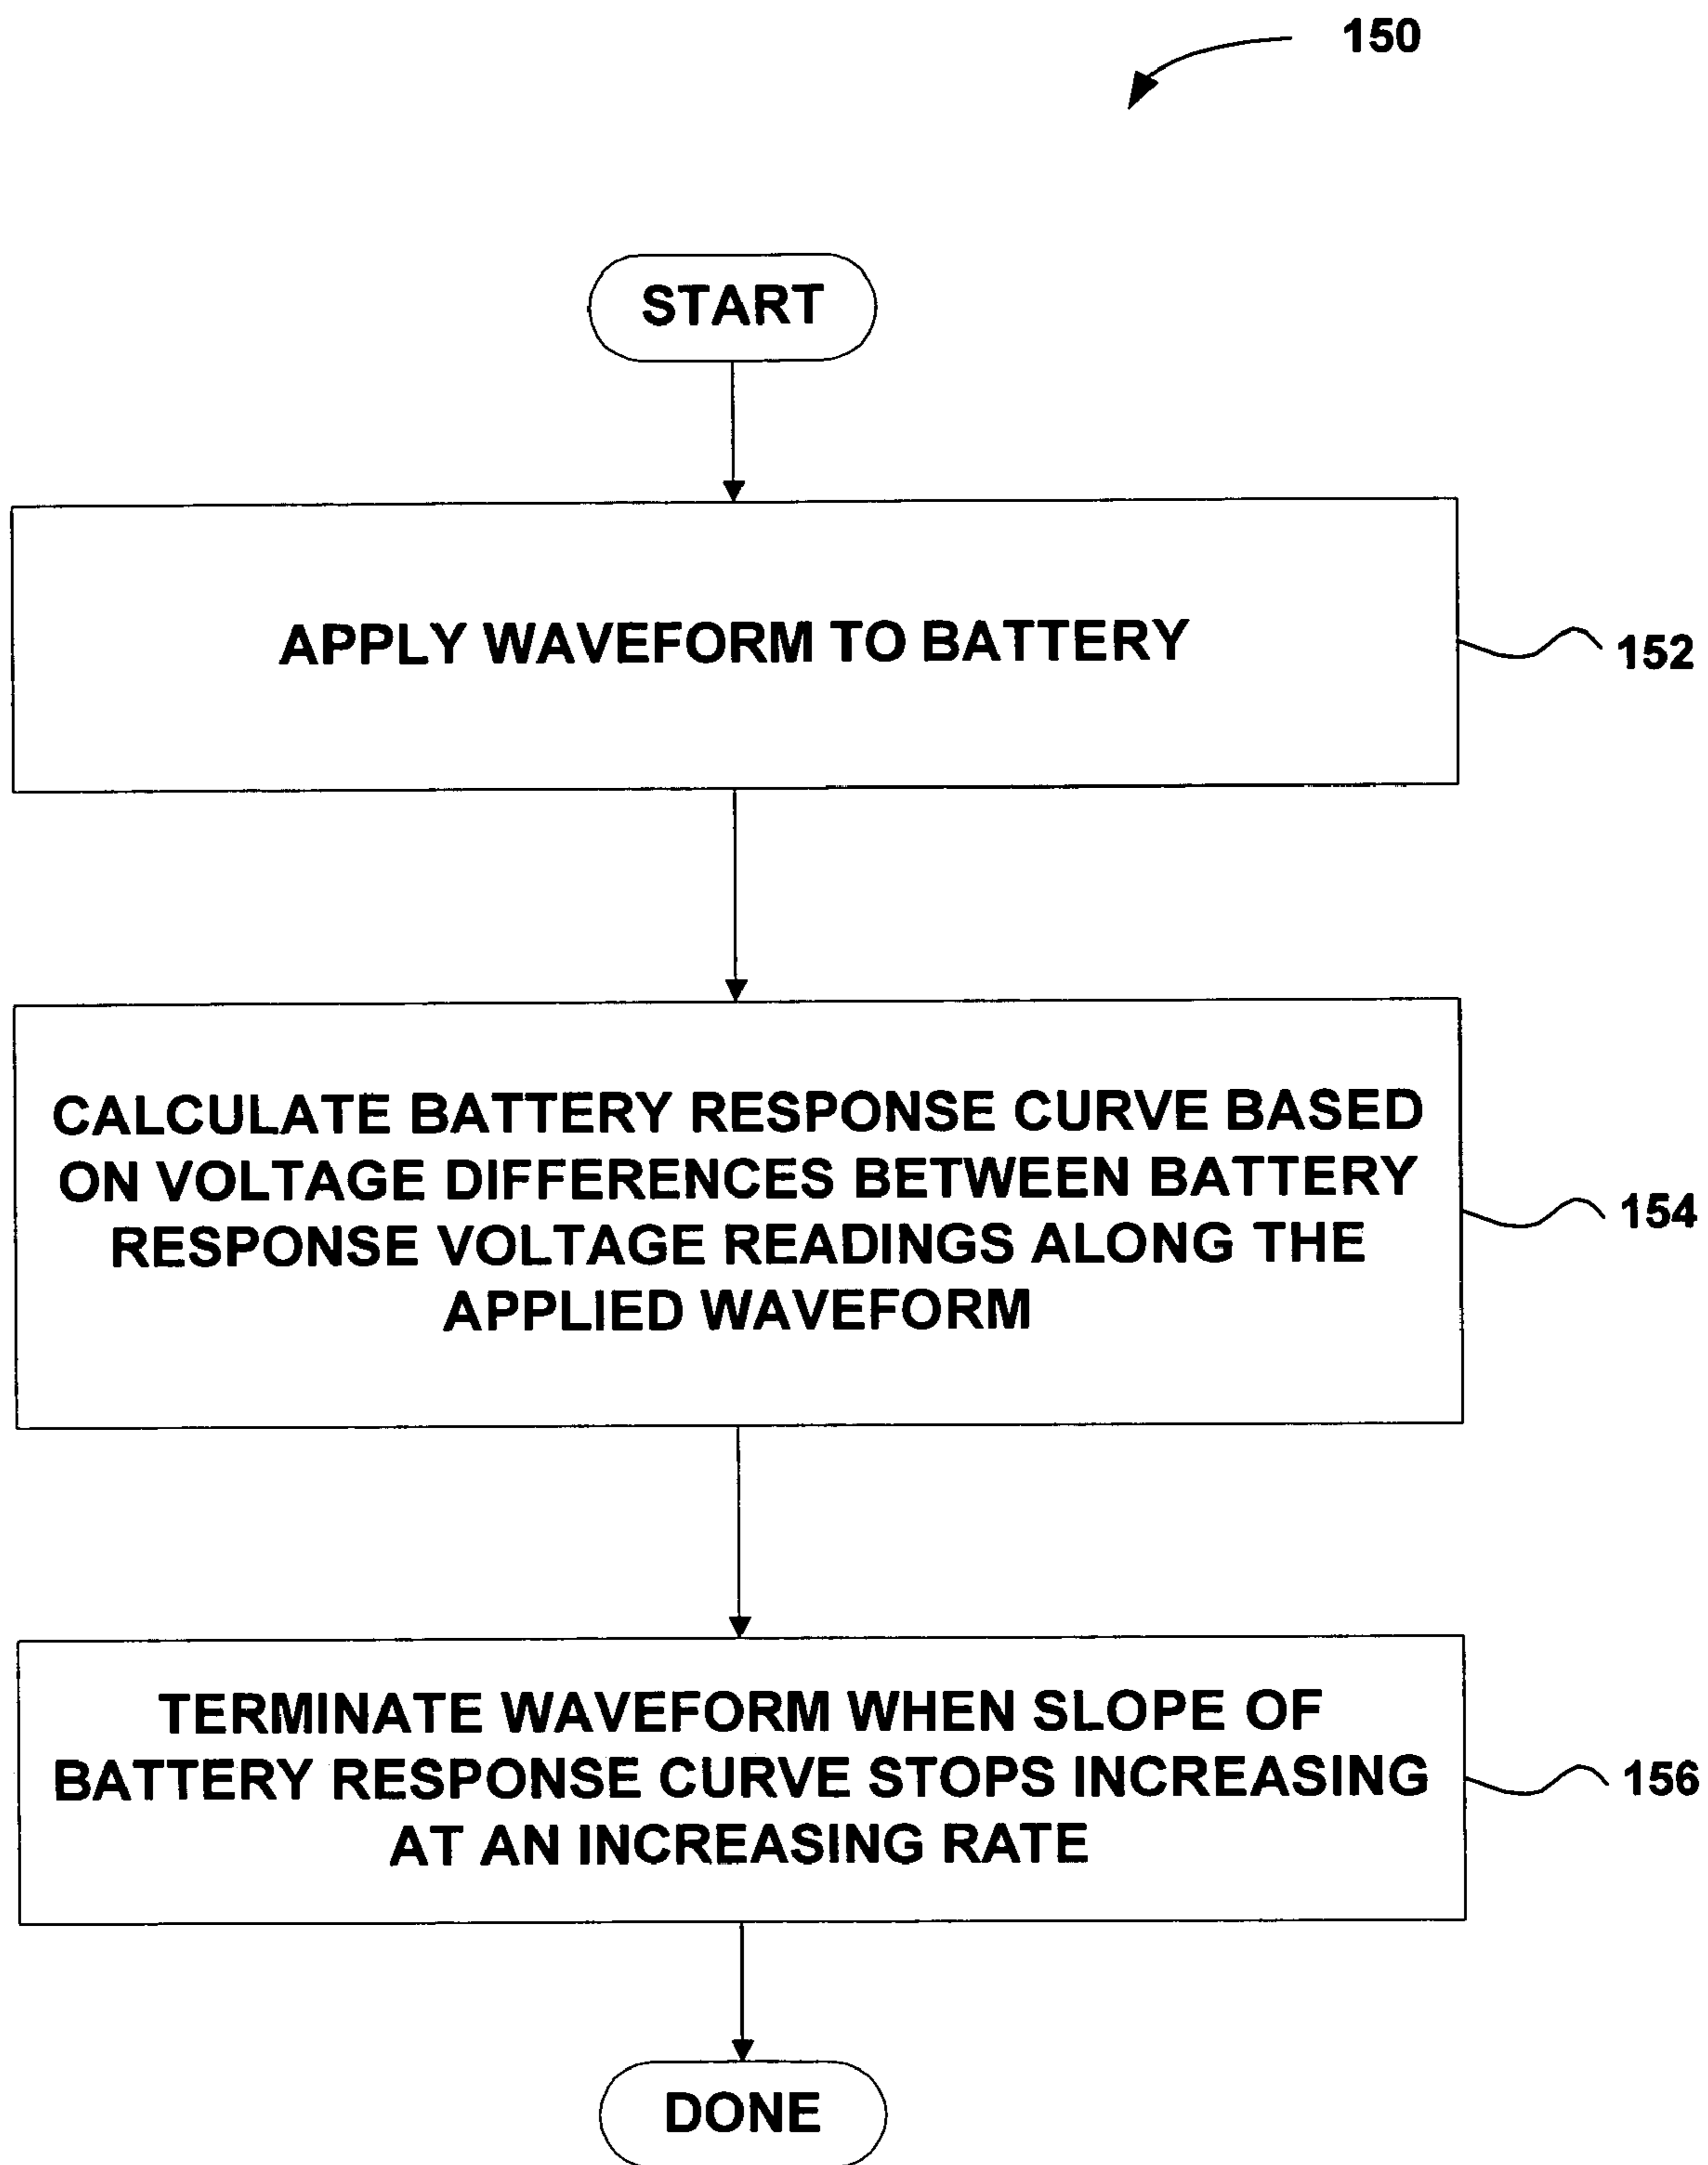 150
START
APPLY WAVEFORM TO BATTERY
152
CALCULATE BATTERY RESPONSE CURVE BASED
ON VOLTAGE DIFFERENCES BETWEEN BATTERY
RESPONSE VOLTAGE READINGS ALONG THE
APPLIED WAVEFORM
154
TERMINATE WAVEFORM WHEN SLOPE OF
BATTERY RESPONSE CURVE STOPS INCREASING
AT AN INCREASING RATE
156
DONE